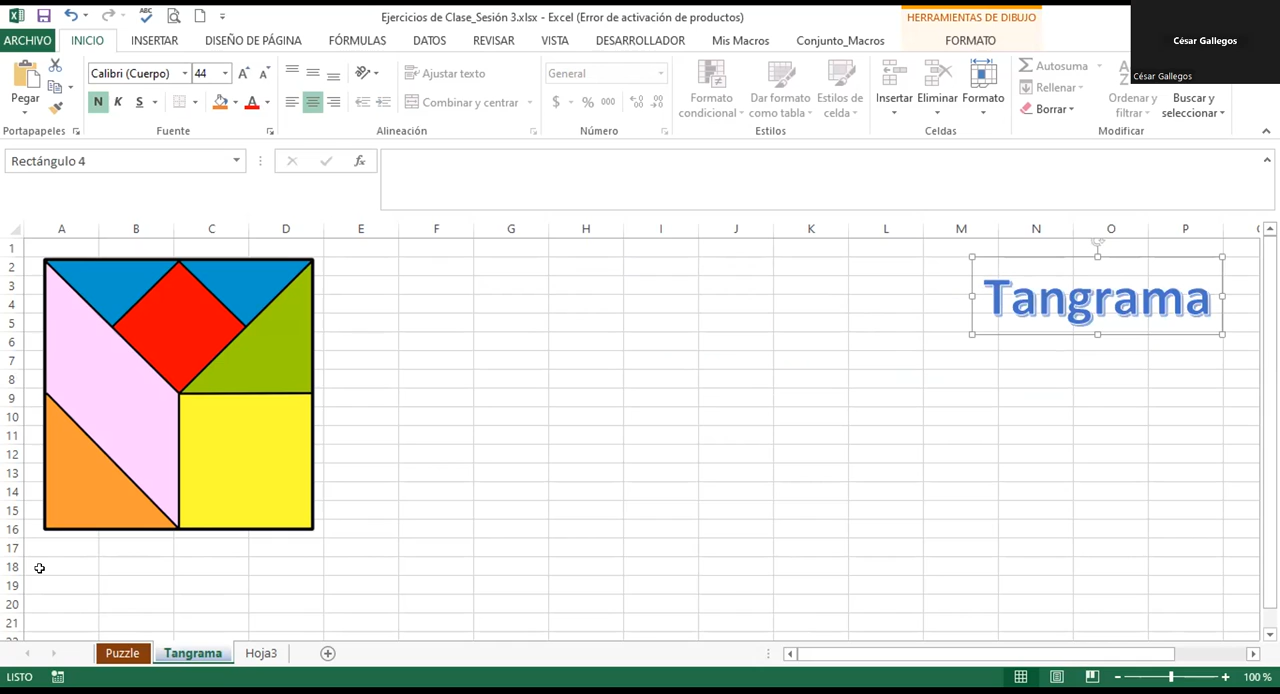 Ejercicios de Clase_Sesión 3.xlsx - Excel (Error de activación de productos)
HERRAMIENTAS DE DIBUJO
César Gallegos
César Gallegos
ARCHIVO INICIO INSERTAR DISEÑO DE PÁGINA FÓRMULAS DATOS REVISAR VISTA DESARROLLADOR Mis Macros Conjunto_Macros FORMATO
Pegar
Calibri (Cuerpo) 44
N K S
Ajustar texto
Combinar y centrar
General
$ % 000
Formato condicional
Dar formato como tabla
Estilos de celda
Insertar Eliminar Formato
Autosuma
Rellenar
Borrar
Ordenar y filtrar
Buscar y seleccionar
Portapapeles Fuente Alineación Número Estilos Celdas Modificar
Rectángulo 4
fx
A B C D E F G H I J K L M N O P
1
2
3
4
5
6
7
8
9
10
11
12
13
14
15
16
17
18
19
20
21
Tangrama
Puzzle Tangrama Hoja3
LISTO
100 %